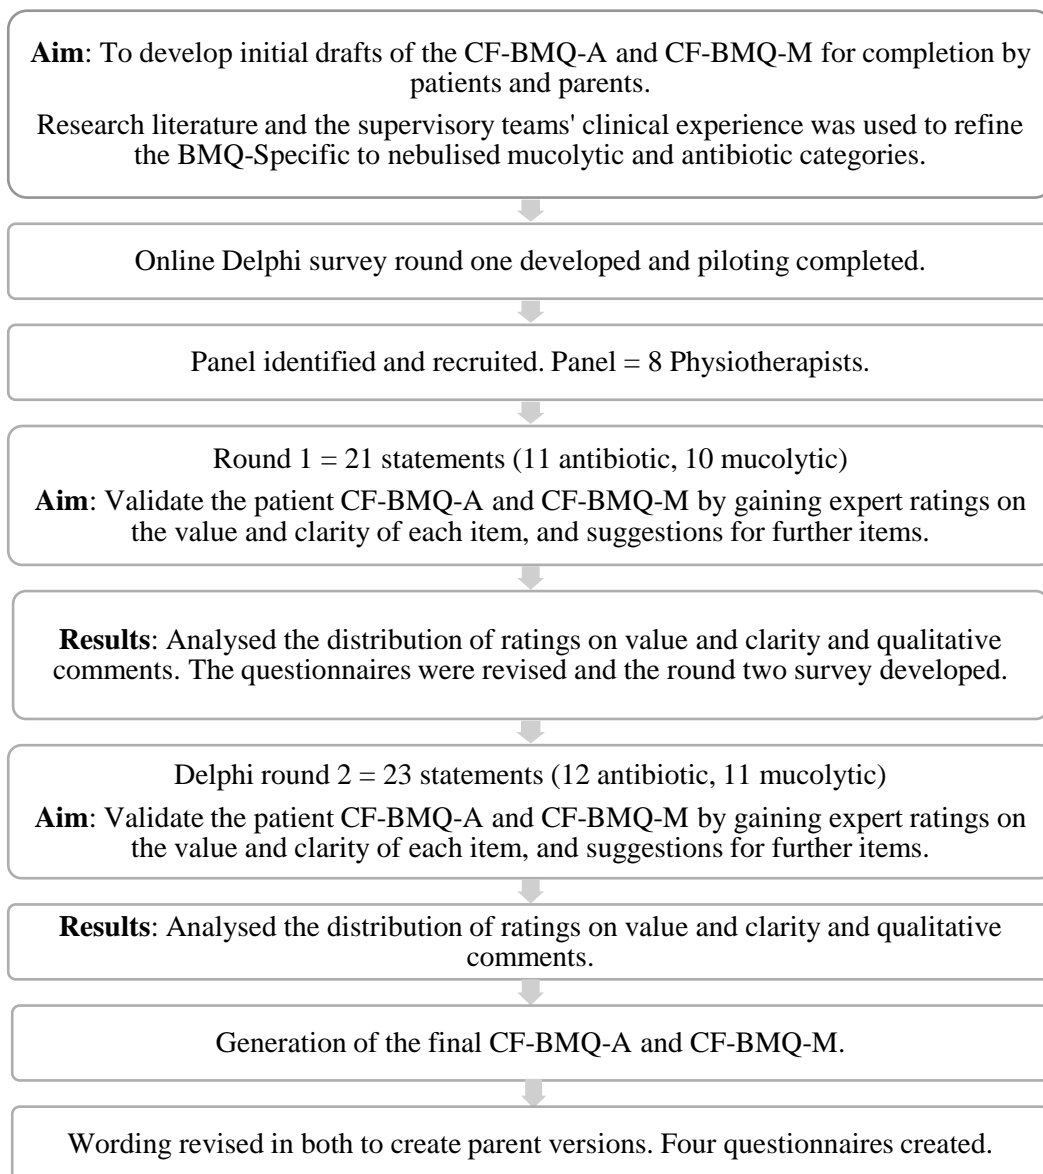 Aim: To develop initial drafts of the CF-BMQ-A and CF-BMQ-M for completion by
patients and parents.
Research literature and the supervisory teams' clinical experience was used to refine
the BMQ-Specific to nebulised mucolytic and antibiotic categories.
Online Delphi survey round one developed and piloting completed.
Panel identified and recruited. Panel = 8 Physiotherapists.
Round 1 = 21 statements (11 antibiotic, 10 mucolytic)
Aim: Validate the patient CF-BMQ-A and CF-BMQ-M by gaining expert ratings on
the value and clarity of each item, and suggestions for further items.
Results: Analysed the distribution of ratings on value and clarity and qualitative
comments. The questionnaires were revised and the round two survey developed.
Delphi round 2 = 23 statements (12 antibiotic, 11 mucolytic)
Aim: Validate the patient CF-BMQ-A and CF-BMQ-M by gaining expert ratings on
the value and clarity of each item, and suggestions for further items.
Results: Analysed the distribution of ratings on value and clarity and qualitative
comments.
Generation of the final CF-BMQ-A and CF-BMQ-M.
Wording revised in both to create parent versions. Four questionnaires created.